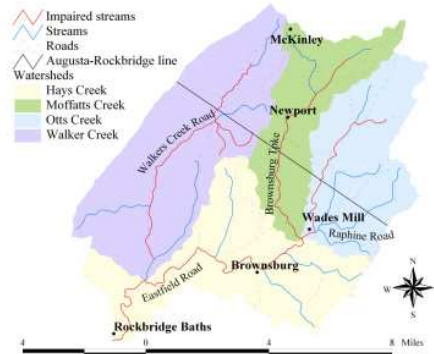 Impaired streams
Streams
Roads
Augusta-Rockbridge line
Watersheds
Hays Creek
Moffatts Creek
Otts Creek
Walker Creek
McKinley
Newport
Walkers Creek Road
Brownsburg Tpke
Wades Mill
Raphine Road
Brownsburg
Eastfield Road
Rockbridge Baths
N
W
E
S
4 0 4 8 Miles